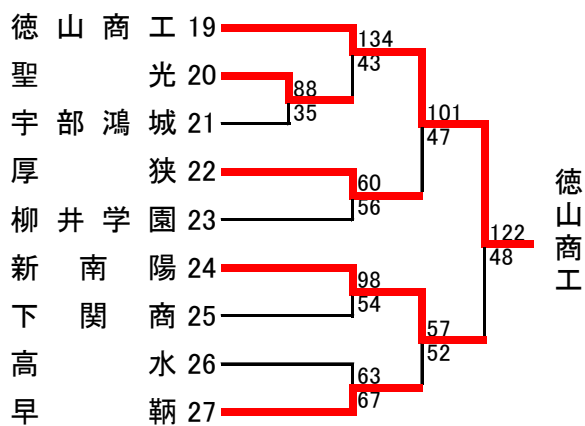 徳山商工 19
聖光 20
宇部鴻城 21
厚狭 22
柳井学園 23
新南陽 24
下関商 25
高水 26
早鞆 27
88
35
134
43
60
56
98
54
63
67
101
47
57
52
122
48
徳山商工